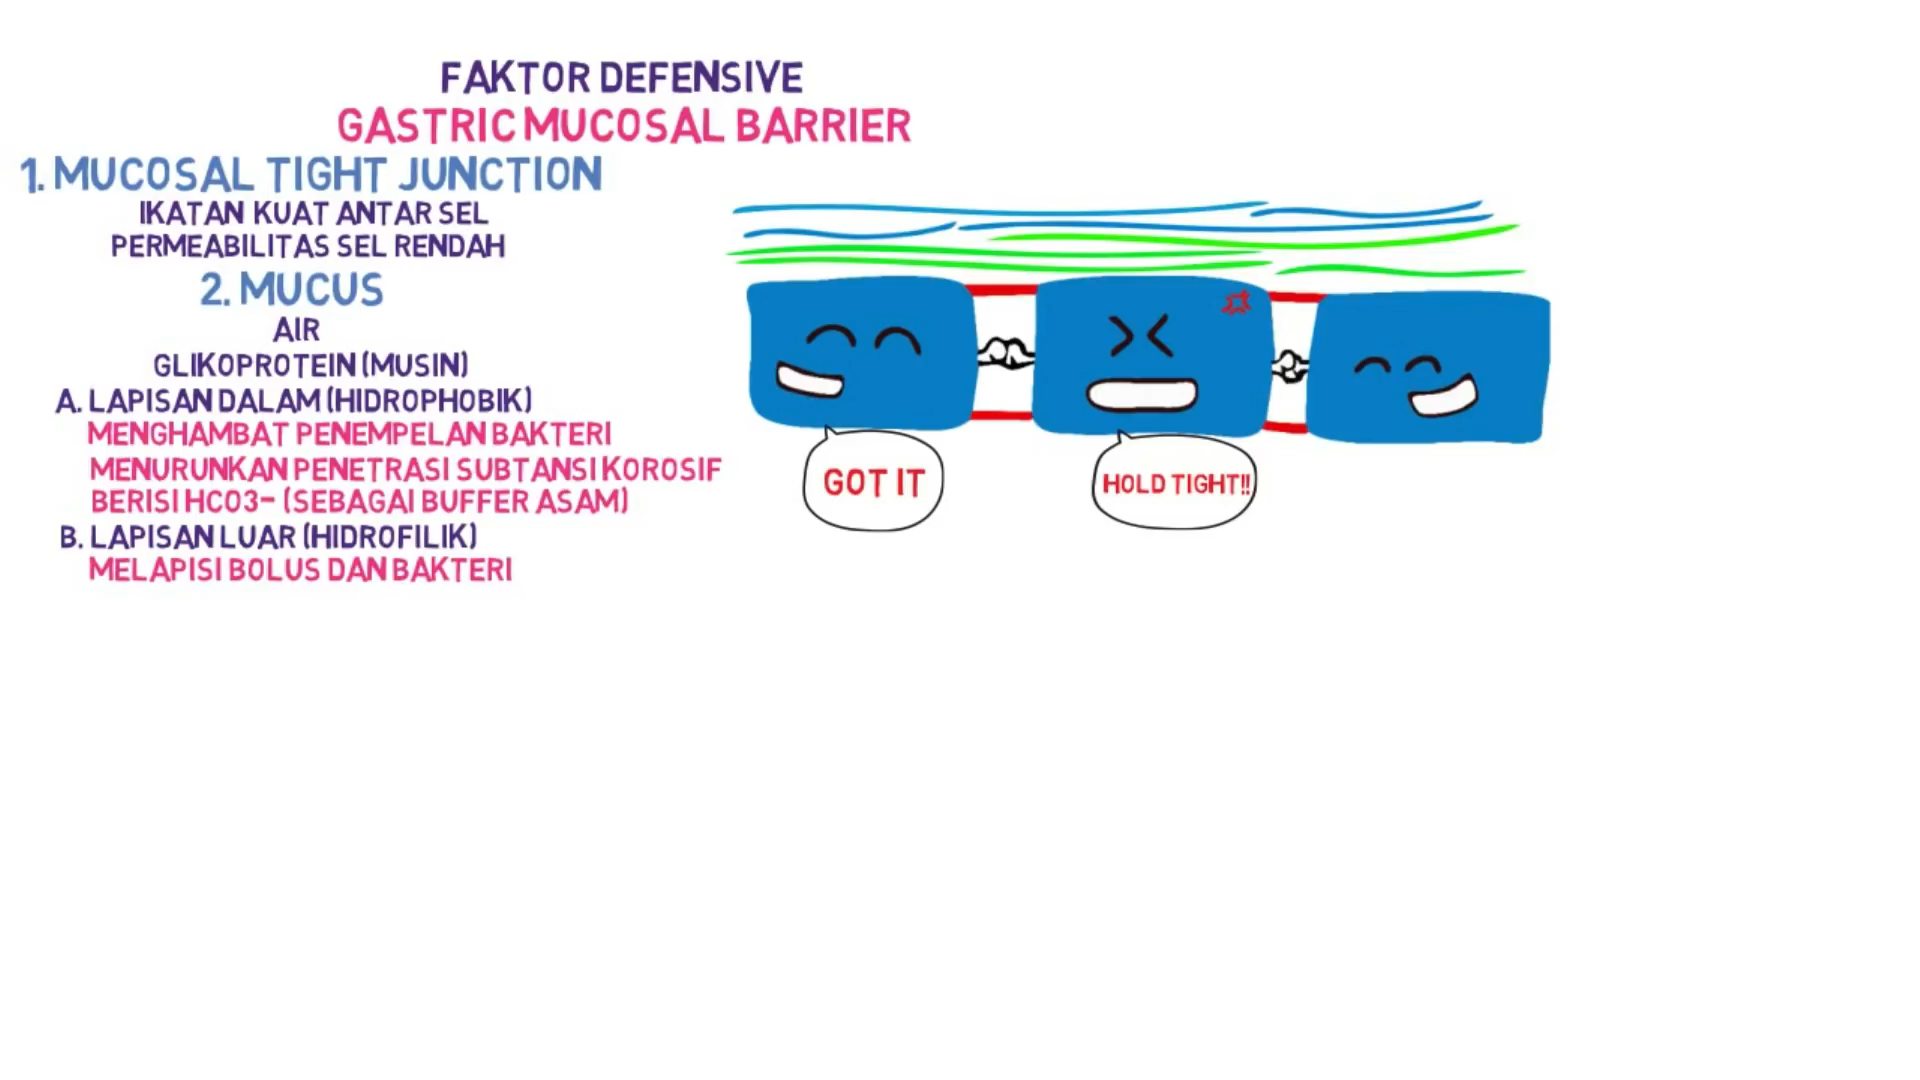 FAKTOR DEFENSIVE
GASTRIC MUCOSAL BARRIER
1. MUCOSAL TIGHT JUNCTION
IKATAN KUAT ANTAR SEL
PERMEABILITAS SEL RENDAH
2. MUCUS
AIR
GLIKOPROTEIN (MUSIN)
A. LAPISAN DALAM (HIDROPHOBIK)
MENGHAMBAT PENEMPELAN BAKTERI
MENURUNKAN PENETRASI SUBTANSI KOROSIF
BERISI HCO3- (SEBAGAI BUFFER ASAM)
B. LAPISAN LUAR (HIDROFILIK)
MELAPISI BOLUS DAN BAKTERI
GOT IT
HOLD TIGHT!!